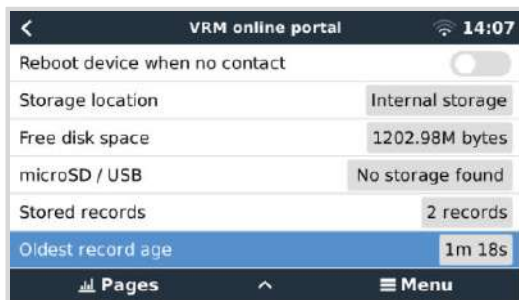 VRM online portal 14:07
Reboot device when no contact
Storage location Internal storage
Free disk space 1202.98M bytes
microSD / USB No storage found
Stored records 2 records
Oldest record age 1m 18s
Pages Menu